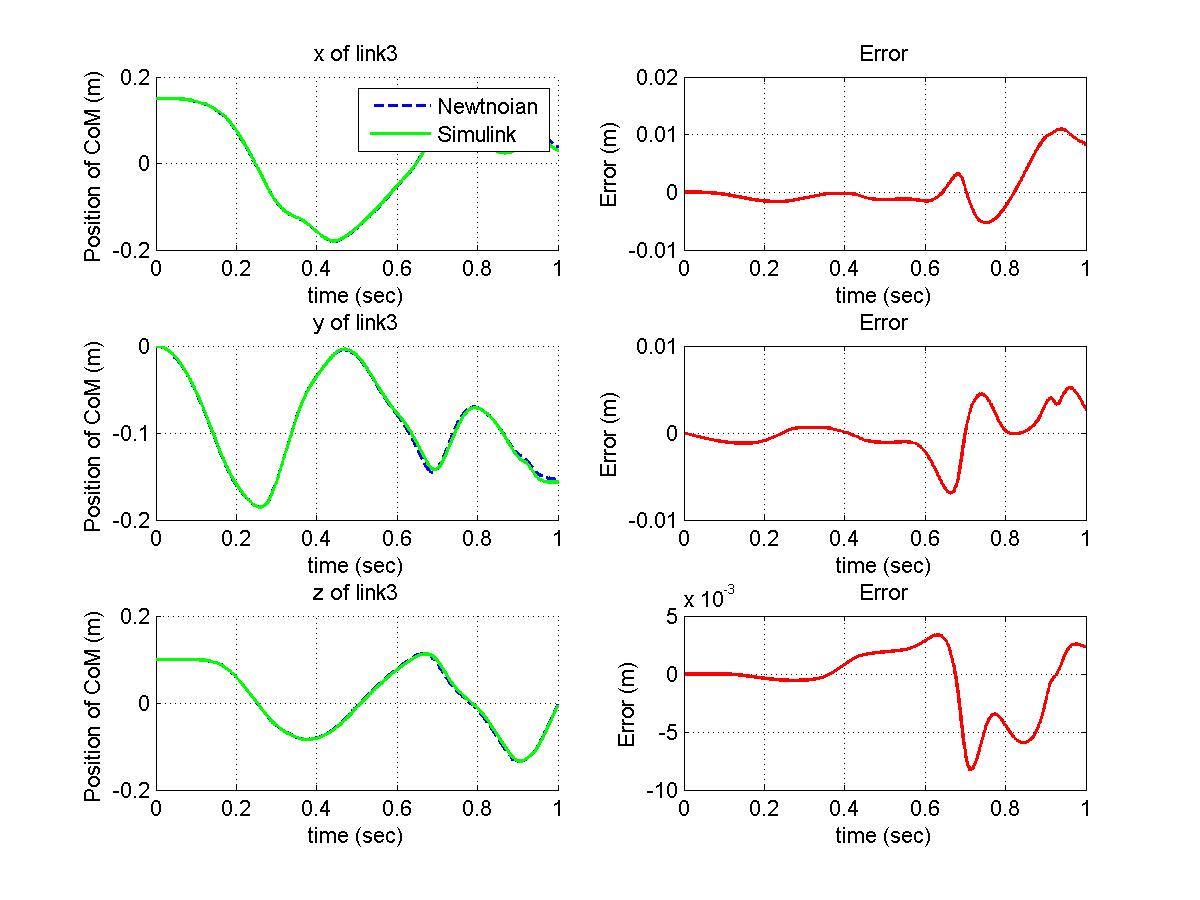 x of link3
Position of CoM (m)
0.2
0
-0.2
0 0.2 0.4 0.6 0.8 1
time (sec)
Newtnoian
Simulink
Error
Error (m)
0.02
0.01
0
-0.01
0 0.2 0.4 0.6 0.8 1
time (sec)
y of link3
Position of CoM (m)
0
-0.1
-0.2
0 0.2 0.4 0.6 0.8 1
time (sec)
Error
Error (m)
0.01
0
-0.01
0 0.2 0.4 0.6 0.8 1
time (sec)
z of link3
Position of CoM (m)
0.2
0
-0.2
0 0.2 0.4 0.6 0.8 1
time (sec)
Error
x 10^-3
Error (m)
5
0
-5
-10
0 0.2 0.4 0.6 0.8 1
time (sec)